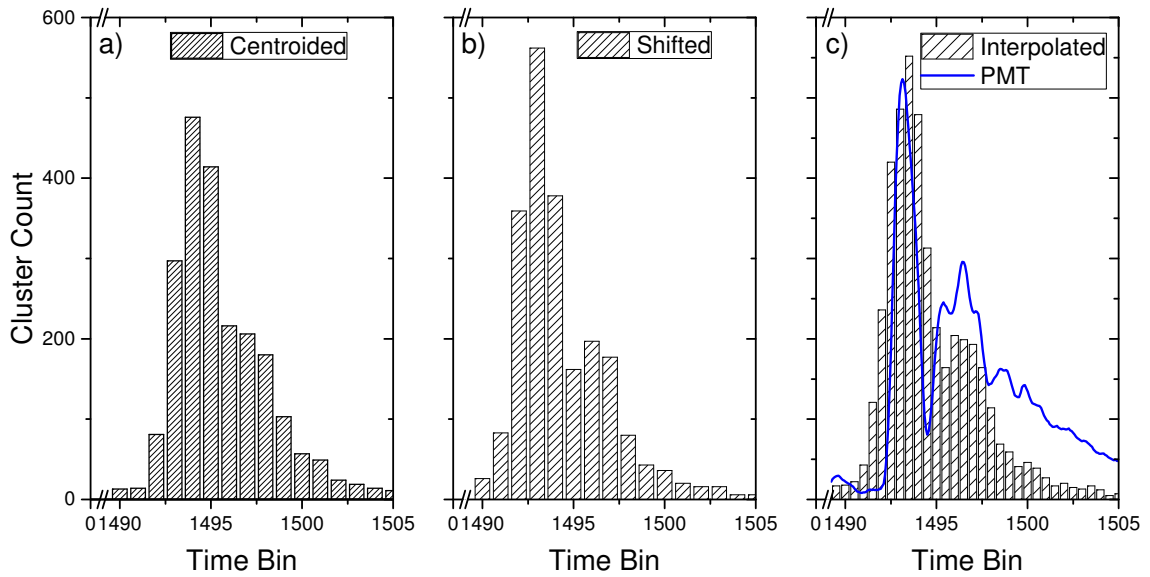 a)
Centroided
b)
Shifted
c)
Interpolated
PMT
600
400
200
0
Cluster Count
0 1490 1495 1500 1505
0 1490 1495 1500 1505
0 1490 1495 1500 1505
Time Bin
Time Bin
Time Bin